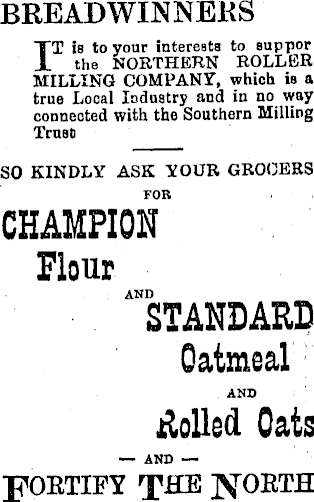 BREADWINNERS
IT is to your interests to suppor
the NORTHERN ROLLER
MILLING COMPANY, which is a
true Local Industry and in no way
connected with the Southern Milling
Trust
SO KINDLY ASK YOUR GROCERS
FOR
CHAMPION
Flour
AND
STANDARD
Oatmeal
AND
Rolled Oats
— AND —
FORTIFY THE NORTH